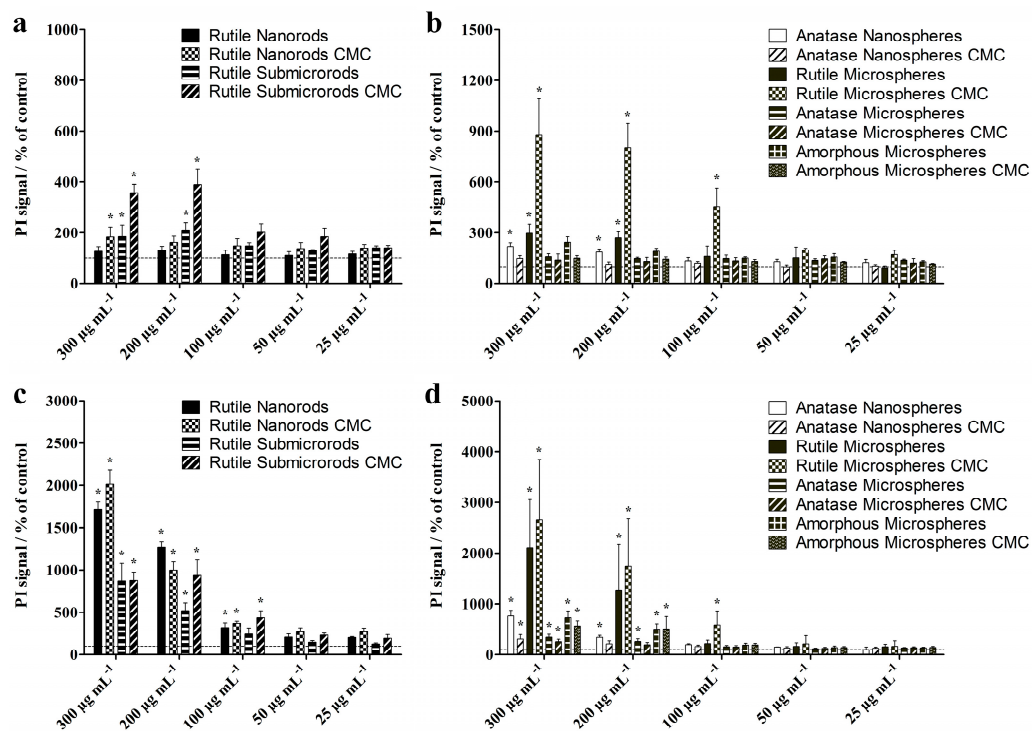 a
PI signal / % of control
1000
800
600
400
200
0
Rutile Nanorods
Rutile Nanorods CMC
Rutile Submicrorods
Rutile Submicrorods CMC
* * * * * *
300 µg mL-1
200 µg mL-1
100 µg mL-1
50 µg mL-1
25 µg mL-1
b
PI signal / % of control
1500
1200
900
600
300
0
Anatase Nanospheres
Anatase Nanospheres CMC
Rutile Microspheres
Rutile Microspheres CMC
Anatase Microspheres
Anatase Microspheres CMC
Amorphous Microspheres
Amorphous Microspheres CMC
* * * * * * *
300 µg mL-1
200 µg mL-1
100 µg mL-1
50 µg mL-1
25 µg mL-1
c
PI signal / % of control
3000
2500
2000
1500
1000
500
0
Rutile Nanorods
Rutile Nanorods CMC
Rutile Submicrorods
Rutile Submicrorods CMC
* * * * * * * * * * *
300 µg mL-1
200 µg mL-1
100 µg mL-1
50 µg mL-1
25 µg mL-1
d
PI signal / % of control
5000
4000
3000
2000
1000
0
Anatase Nanospheres
Anatase Nanospheres CMC
Rutile Microspheres
Rutile Microspheres CMC
Anatase Microspheres
Anatase Microspheres CMC
Amorphous Microspheres
Amorphous Microspheres CMC
* * * * * * * * * * * * * * *
300 µg mL-1
200 µg mL-1
100 µg mL-1
50 µg mL-1
25 µg mL-1